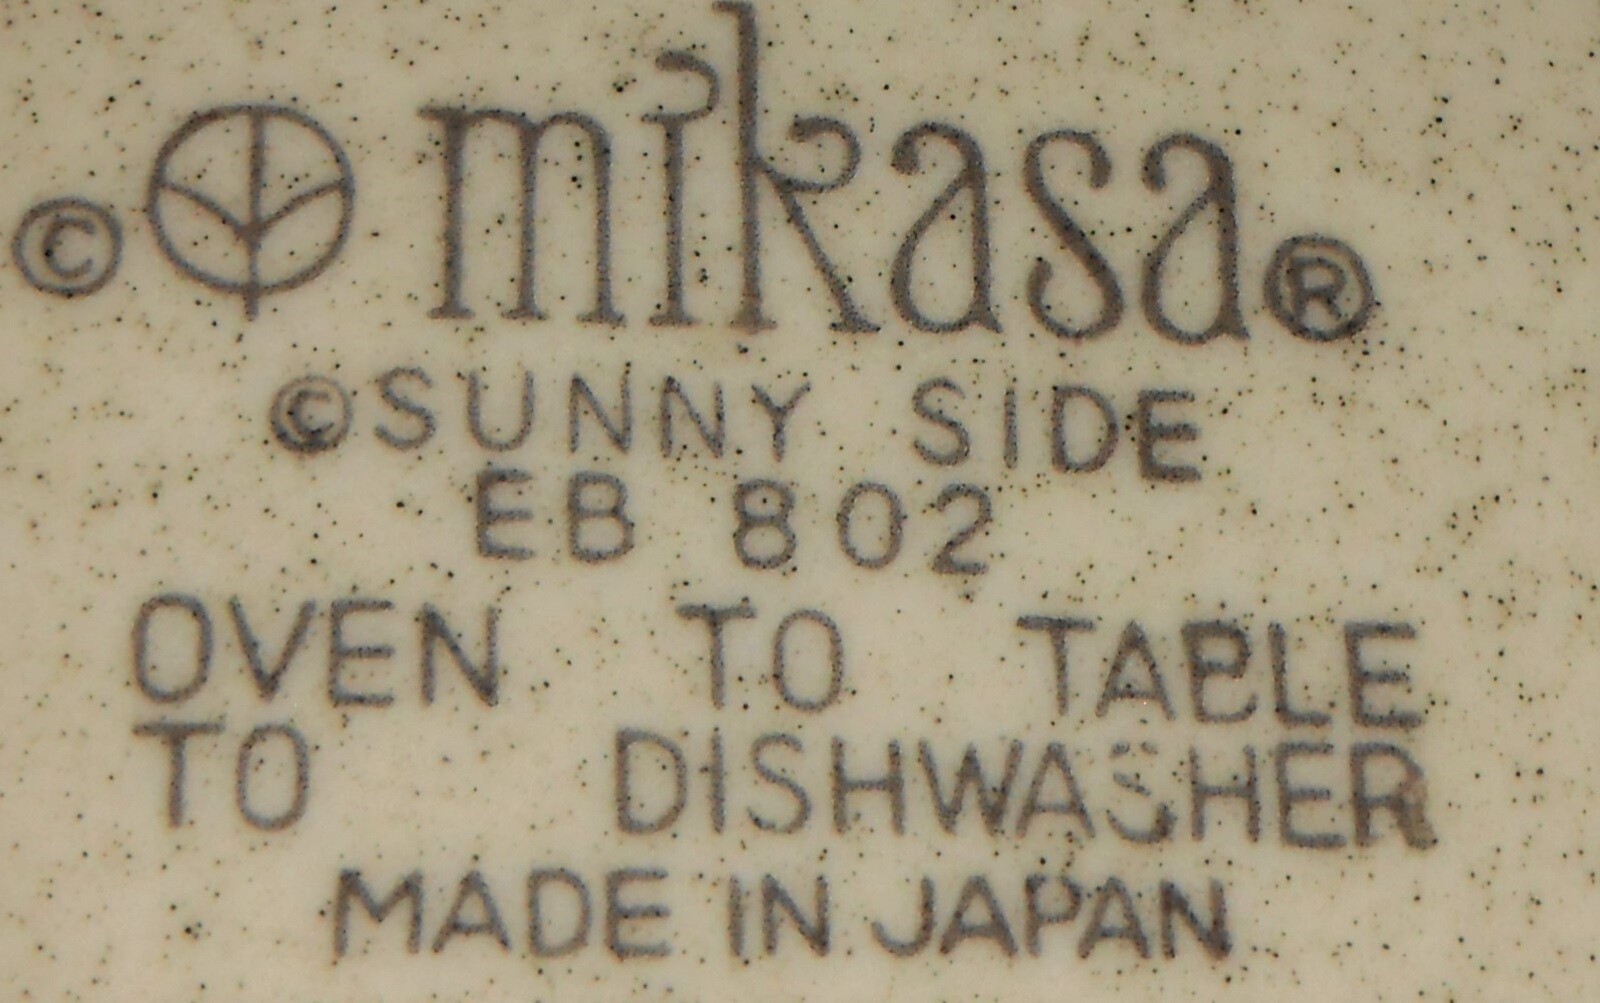 © mikasa®
©SUNNY SIDE
EB 802
OVEN TO TABLE
TO DISHWASHER
MADE IN JAPAN